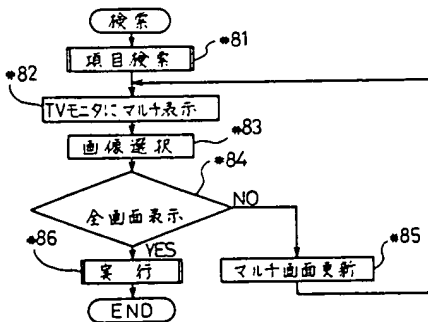 検索
*81
項目検索
*82
TVモニタにマルチ表示
*83
画像選択
*84
全画面表示
NO
*85
マルチ画面更新
YES
*86
実行
END